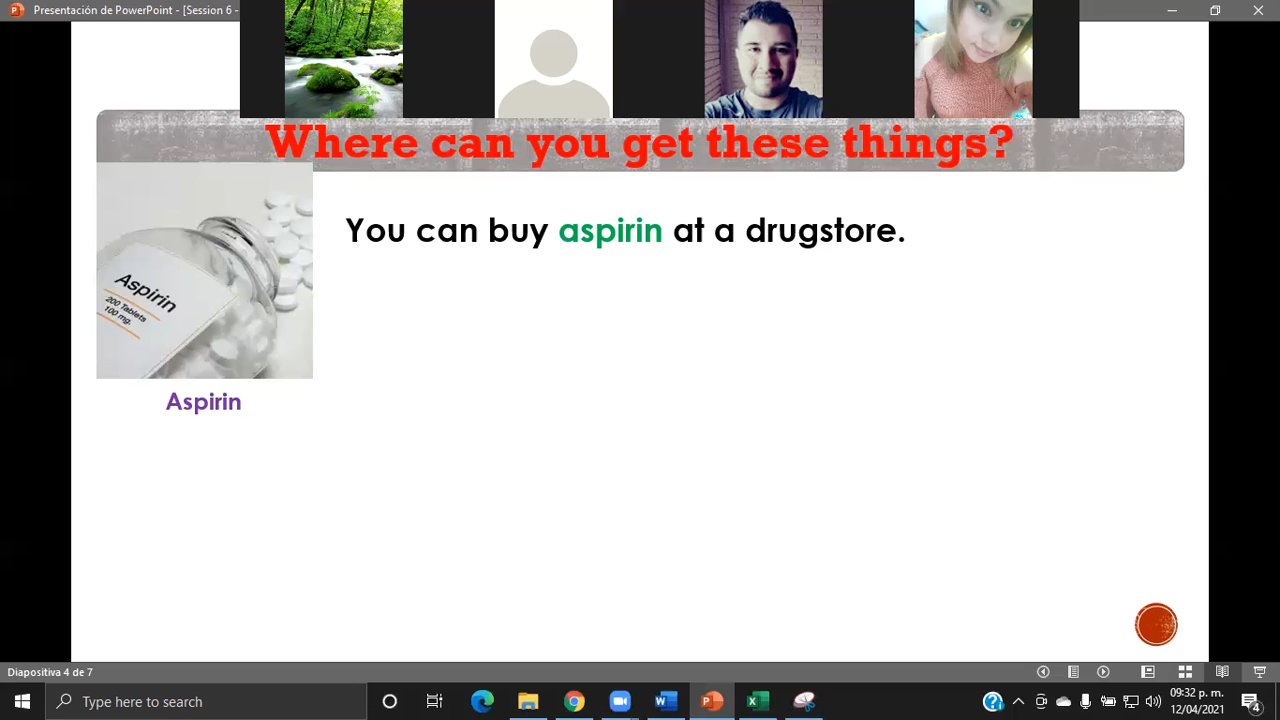 Presentación de PowerPoint - [Session 6 -
Where can you get these things?
You can buy aspirin at a drugstore.
Aspirin
200 Tablets
100 mg.
Aspirin
Diapositiva 4 de 7
Type here to search
09:32 p. m.
12/04/2021
4